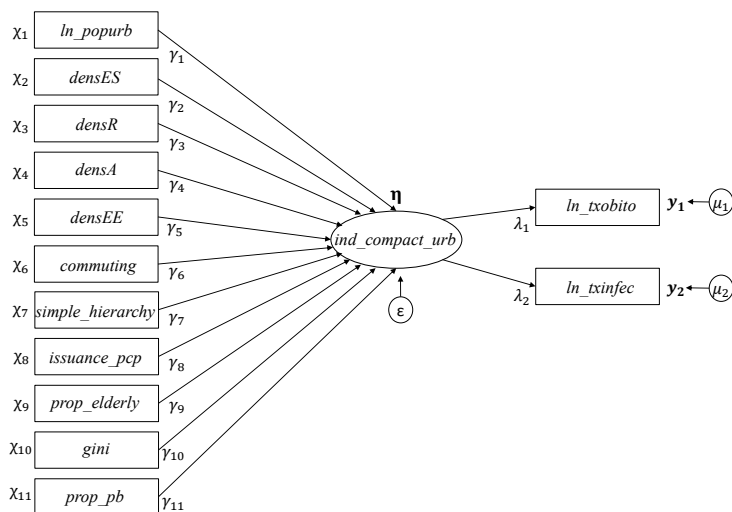 χ1 ln_popurb γ1
χ2 densES γ2
χ3 densR γ3
χ4 densA γ4
χ5 densEE γ5
χ6 commuting γ6
χ7 simple_hierarchy γ7
χ8 issuance_pcp γ8
χ9 prop_elderly γ9
χ10 gini γ10
χ11 prop_pb γ11
η
ind_compact_urb
ε
λ1 ln_txobito y1 μ1
λ2 ln_txinfec y2 μ2